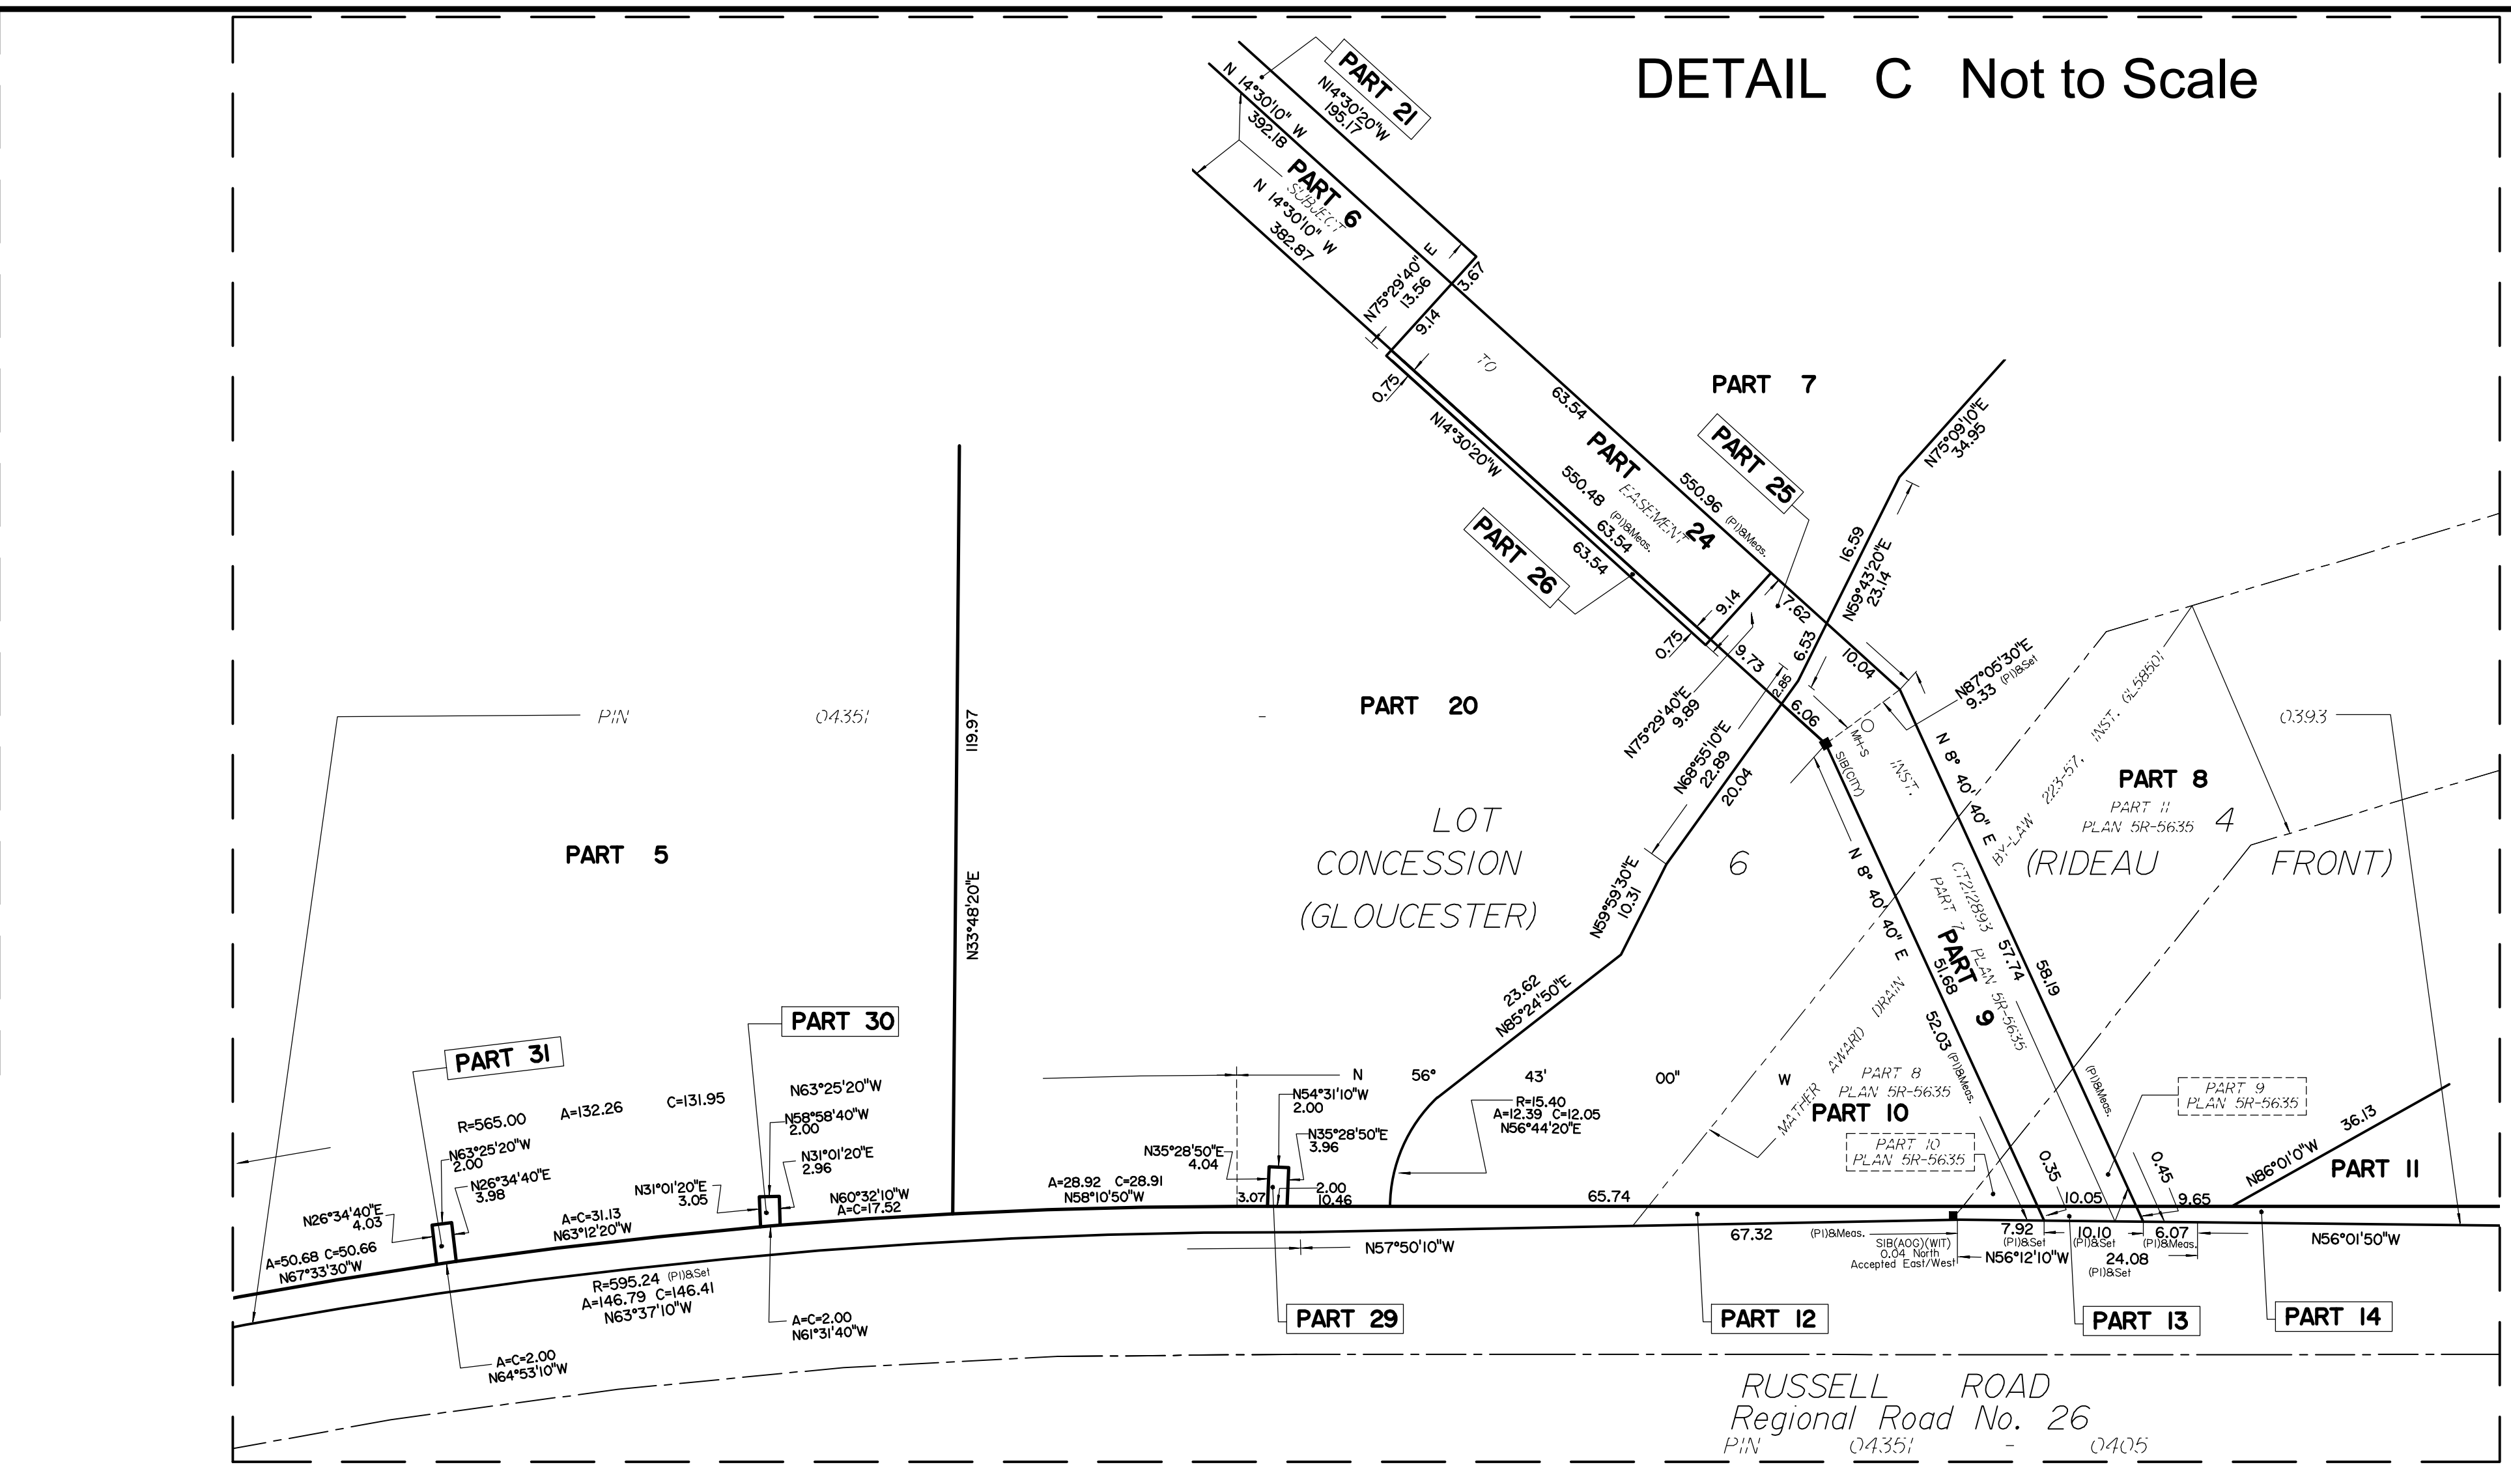 DETAIL C Not to Scale
PART 21
N14°30'20"W
195.17
N 14°30'10" W
392.18
PART 6
SUBJECT
N 14°30'10" W
382.87
N75°29'40" E
13.56
3.67
9.14
0.75
TO
63.54
PART 7
N14°30'20"W
PART 24
EASEMENT
550.48 (P1)&Meas.
63.54
63.54
550.96 (P1)&Meas.
PART 25
PART 26
N75°09'10"E
34.95
16.59
N59°43'20"E
23.14
9.14
7.62
0.75
9.73
6.53
10.04
2.85
6.06
N75°29'40"E
9.89
N68°55'10"E
22.89
20.04
N87°05'30"E
9.33 (P1)&Set
MH-S
SIB(CITY)
INST.
PIN 04351 - 0393
PART 20
119.97
N33°48'20"E
PART 5
BY-LAW 223-57, INST. GL58501
PART 8
PART 11
PLAN 5R-5635
LOT 4
CONCESSION 6 (RIDEAU FRONT)
(GLOUCESTER)
N 8° 40' 40" E
N 8° 40' 40" E
CT212893
PART 7 PLAN 5R-5635
PART 9
57.74
58.19
(P1)&Meas.
51.68
52.03 (P1)&Meas.
N59°59'30"E
10.31
23.62
N85°24'50"E
MATHER AWARD DRAIN
PART 30
PART 31
R=565.00 A=132.26 C=131.95 N63°25'20"W
N 56° 43' 00" W
N63°25'20"W
2.00
N26°34'40"E
3.98
N26°34'40"E
4.03
N58°58'40"W
2.00
N31°01'20"E
2.96
N31°01'20"E
3.05
N54°31'10"W
2.00
N35°28'50"E
3.96
N35°28'50"E
4.04
R=15.40
A=12.39 C=12.05
N56°44'20"E
PART 8
PLAN 5R-5635
PART 10
PART 10
PLAN 5R-5635
PART 9
PLAN 5R-5635
36.13
N86°01'0"W
PART 11
A=50.68 C=50.66
N67°33'30"W
A=C=31.13
N63°12'20"W
N60°32'10"W
A=C=17.52
A=28.92 C=28.91
N58°10'50"W
3.07
2.00
10.46
65.74
0.35
10.05
0.45
9.65
67.32 (P1)&Meas.
SIB(AOG)(WIT)
0.04 North
Accepted East/West
7.92
(P1)&Set
10.10
(P1)&Set
6.07
(P1)&Meas.
N56°12'10"W
24.08
(P1)&Set
N56°01'50"W
N57°50'10"W
R=595.24 (P1)&Set
A=146.79 C=146.41
N63°37'10"W
A=C=2.00
N61°31'40"W
A=C=2.00
N64°53'10"W
PART 29
PART 12
PART 13
PART 14
RUSSELL ROAD
Regional Road No. 26
PIN 04351 - 0405